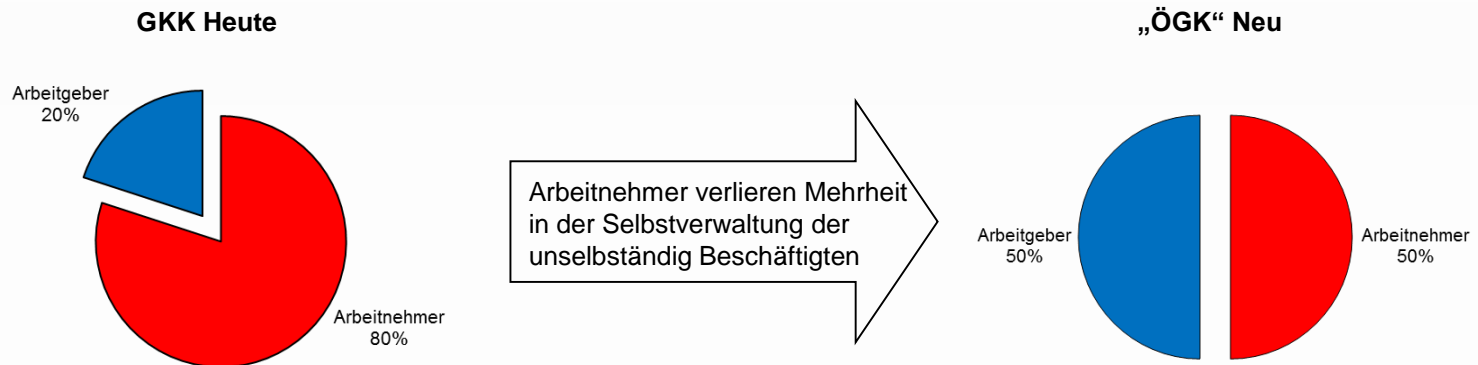 GKK Heute
„ÖGK“ Neu
Arbeitgeber
20%
Arbeitnehmer
80%
Arbeitnehmer verlieren Mehrheit
in der Selbstverwaltung der
unselbständig Beschäftigten
Arbeitgeber
50%
Arbeitnehmer
50%